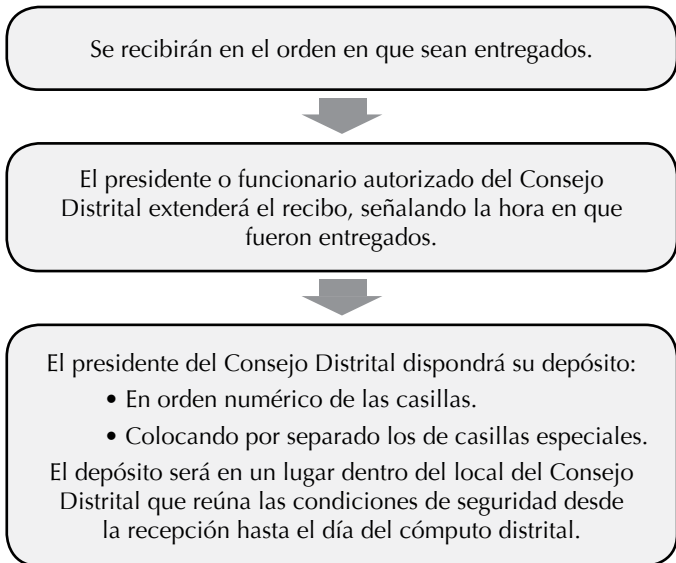 Se recibirán en el orden en que sean entregados.
El presidente o funcionario autorizado del Consejo
Distrital extenderá el recibo, señalando la hora en que
fueron entregados.
El presidente del Consejo Distrital dispondrá su depósito:
• En orden numérico de las casillas.
• Colocando por separado los de casillas especiales.
El depósito será en un lugar dentro del local del Consejo
Distrital que reúna las condiciones de seguridad desde
la recepción hasta el día del cómputo distrital.